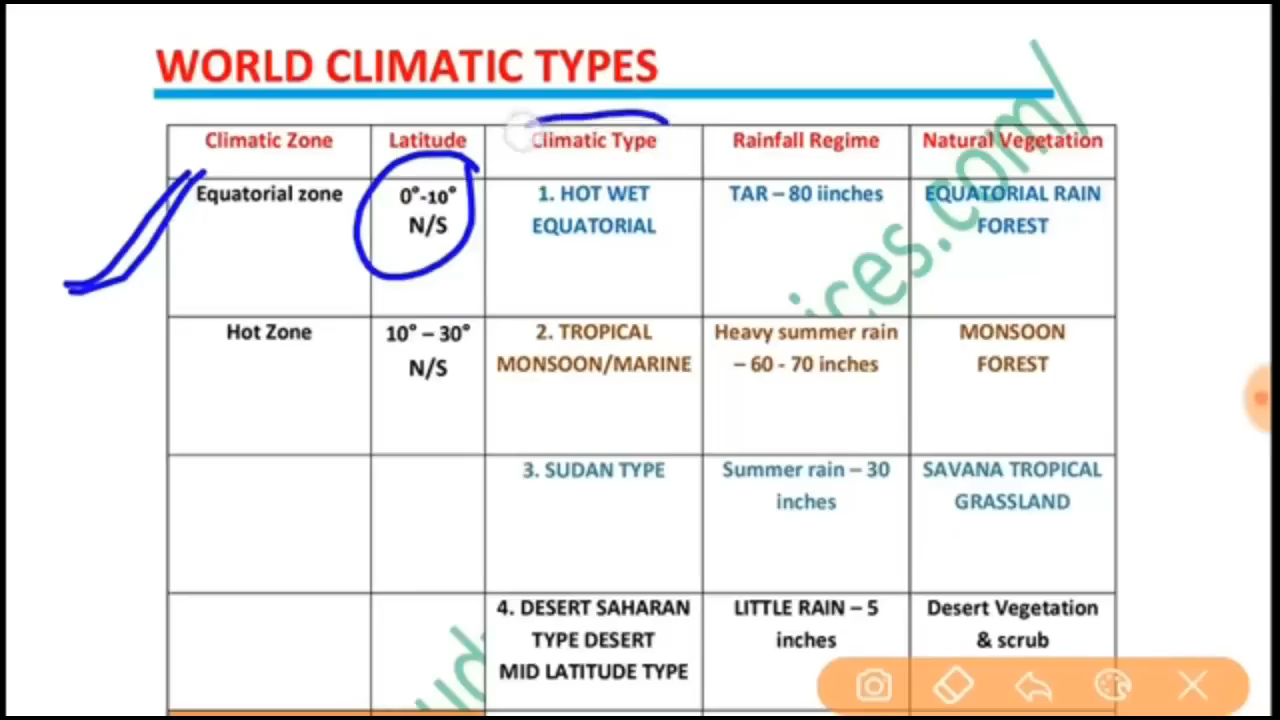 WORLD CLIMATIC TYPES
Climatic Zone Latitude Climatic Type Rainfall Regime Natural Vegetation
Equatorial zone 0°-10° 1. HOT WET TAR – 80 iinches EQUATORIAL RAIN
N/S EQUATORIAL FOREST
Hot Zone 10° – 30° 2. TROPICAL Heavy summer rain MONSOON
N/S MONSOON/MARINE – 60 - 70 inches FOREST
3. SUDAN TYPE Summer rain – 30 SAVANA TROPICAL
inches GRASSLAND
4. DESERT SAHARAN LITTLE RAIN – 5 Desert Vegetation
TYPE DESERT inches & scrub
MID LATITUDE TYPE
ices.com/